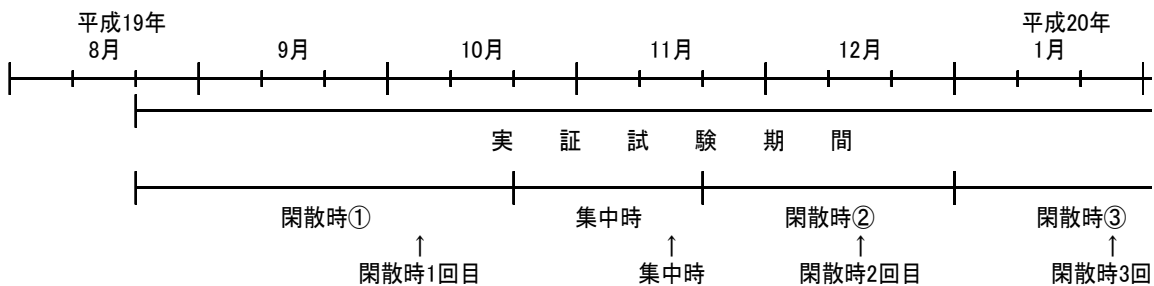 平成19年 平成20年
8月 9月 10月 11月 12月 1月
実証試験期間
閑散時① 集中時 閑散時② 閑散時③
↑ ↑ ↑ ↑
閑散時1回目 集中時 閑散時2回目 閑散時3回